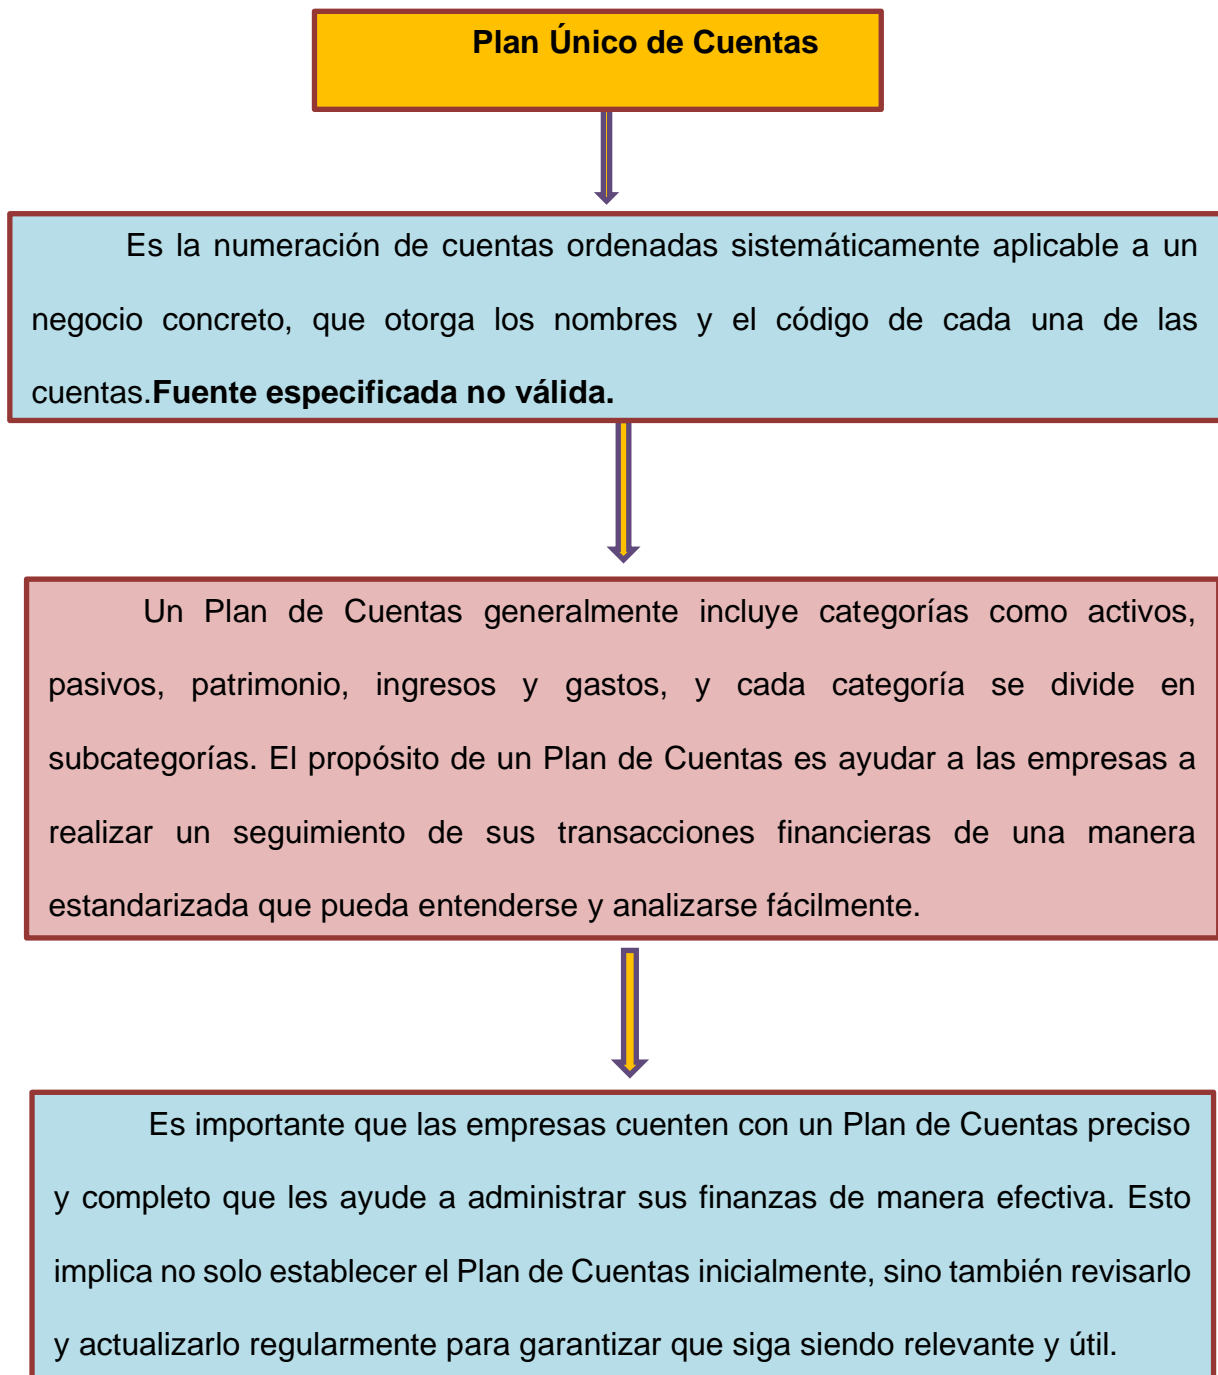 Plan Único de Cuentas
Es la numeración de cuentas ordenadas sistemáticamente aplicable a un
negocio concreto, que otorga los nombres y el código de cada una de las
cuentas.Fuente especificada no válida.
Un Plan de Cuentas generalmente incluye categorías como activos,
pasivos, patrimonio, ingresos y gastos, y cada categoría se divide en
subcategorías. El propósito de un Plan de Cuentas es ayudar a las empresas a
realizar un seguimiento de sus transacciones financieras de una manera
estandarizada que pueda entenderse y analizarse fácilmente.
Es importante que las empresas cuenten con un Plan de Cuentas preciso
y completo que les ayude a administrar sus finanzas de manera efectiva. Esto
implica no solo establecer el Plan de Cuentas inicialmente, sino también revisarlo
y actualizarlo regularmente para garantizar que siga siendo relevante y útil.